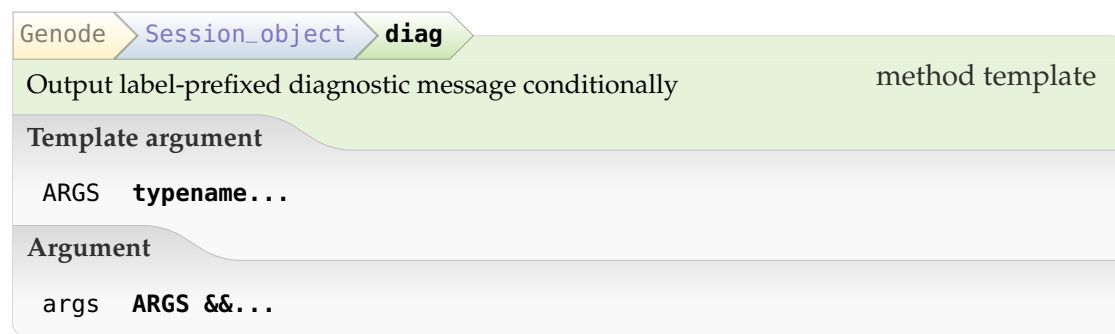 Genode Session_object diag
Output label-prefixed diagnostic message conditionally method template
Template argument
ARGS typename...
Argument
args ARGS &&...